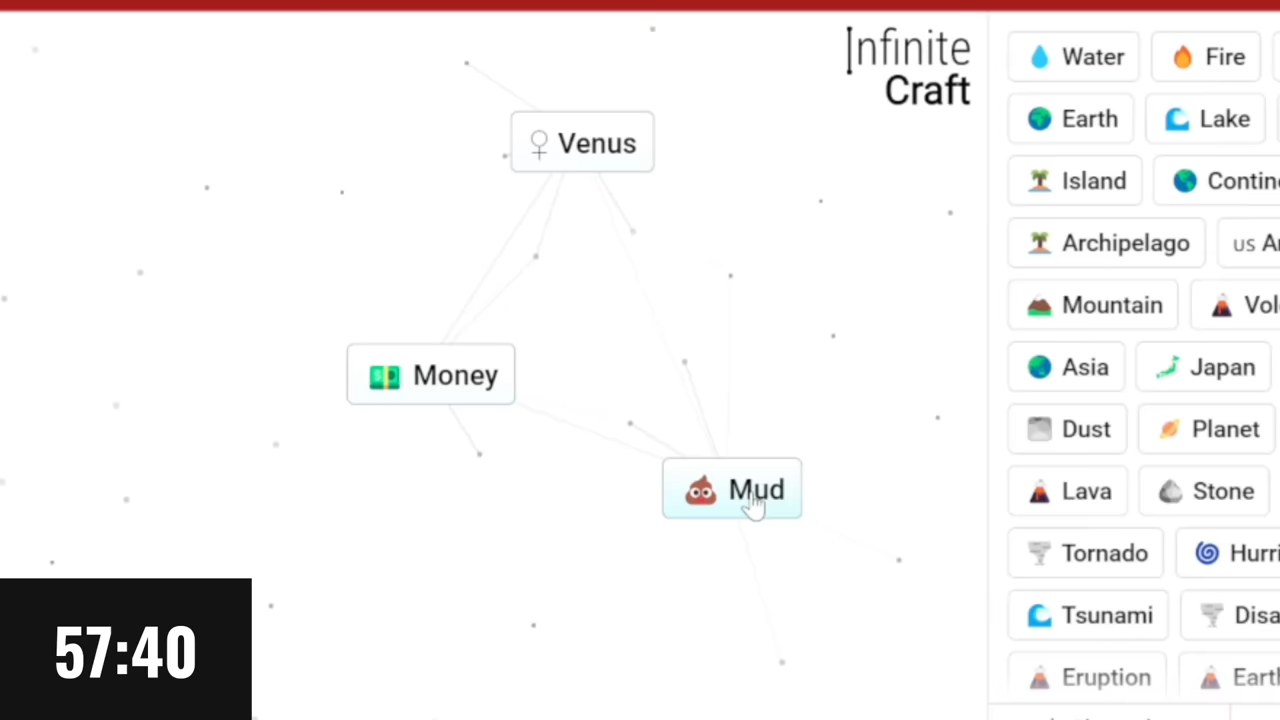 Infinite
Craft
♀ Venus
Money
Mud
57:40
Water Fire
Earth Lake
Island
Archipelago us
Mountain
Asia Japan
Dust Planet
Lava Stone
Tornado
Tsunami
Eruption